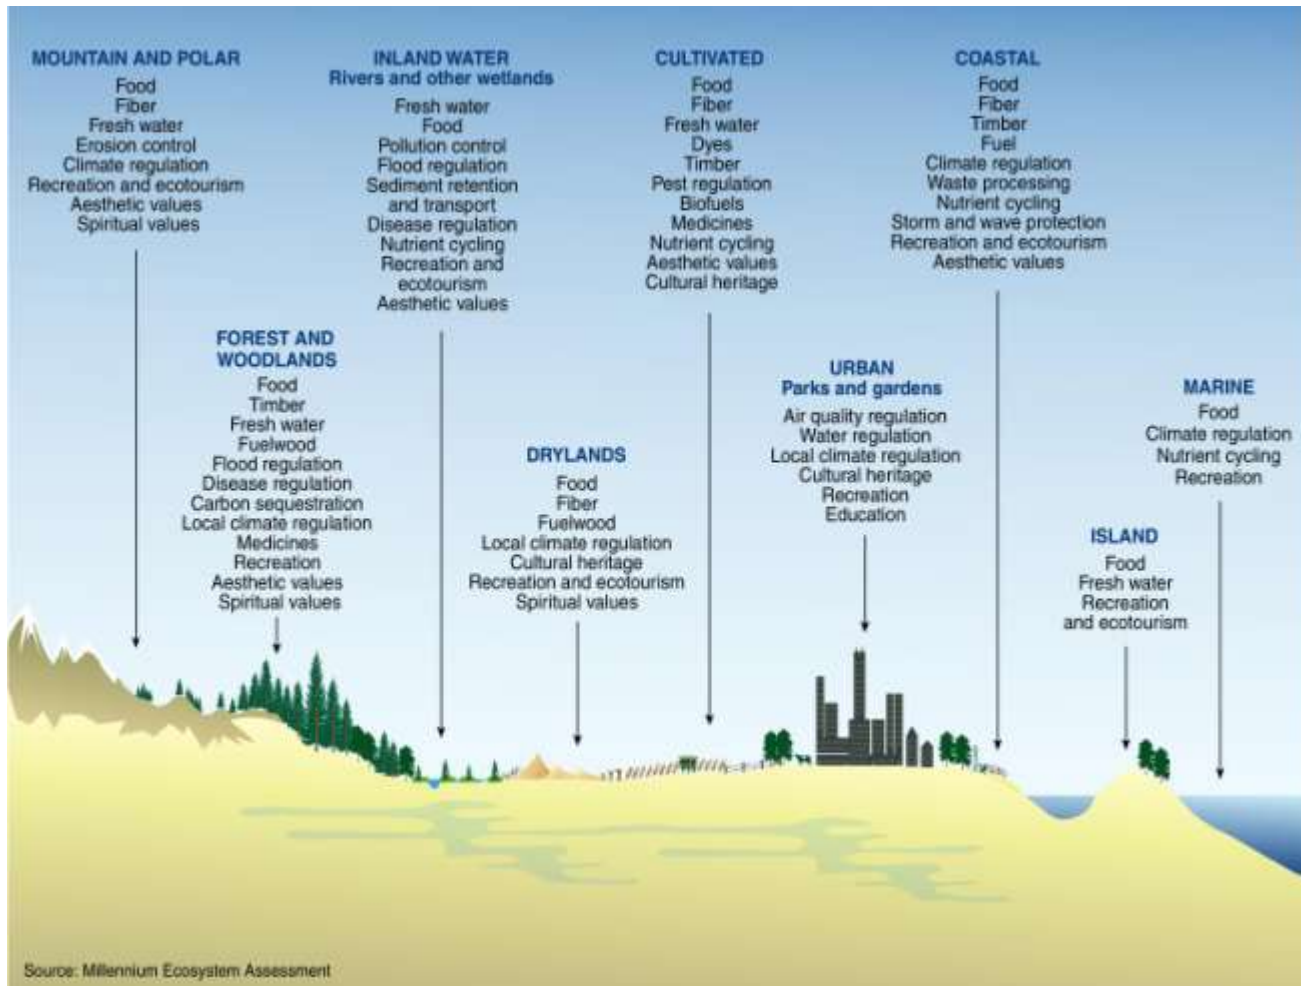 MOUNTAIN AND POLAR
Food
Fiber
Fresh water
Erosion control
Climate regulation
Recreation and ecotourism
Aesthetic values
Spiritual values
FOREST AND
WOODLANDS
Food
Timber
Fresh water
Fuelwood
Flood regulation
Disease regulation
Carbon sequestration
Local climate regulation
Medicines
Recreation
Aesthetic values
Spiritual values
INLAND WATER
Rivers and other wetlands
Fresh water
Food
Pollution control
Flood regulation
Sediment retention
and transport
Disease regulation
Nutrient cycling
Recreation and
ecotourism
Aesthetic values
DRYLANDS
Food
Fiber
Fuelwood
Local climate regulation
Cultural heritage
Recreation and ecotourism
Spiritual values
CULTIVATED
Food
Fiber
Fresh water
Dyes
Timber
Pest regulation
Biofuels
Medicines
Nutrient cycling
Aesthetic values
Cultural heritage
URBAN
Parks and gardens
Air quality regulation
Water regulation
Local climate regulation
Cultural heritage
Recreation
Education
COASTAL
Food
Fiber
Timber
Fuel
Climate regulation
Waste processing
Nutrient cycling
Storm and wave protection
Recreation and ecotourism
Aesthetic values
ISLAND
Food
Fresh water
Recreation
and ecotourism
MARINE
Food
Climate regulation
Nutrient cycling
Recreation
Source: Millennium Ecosystem Assessment